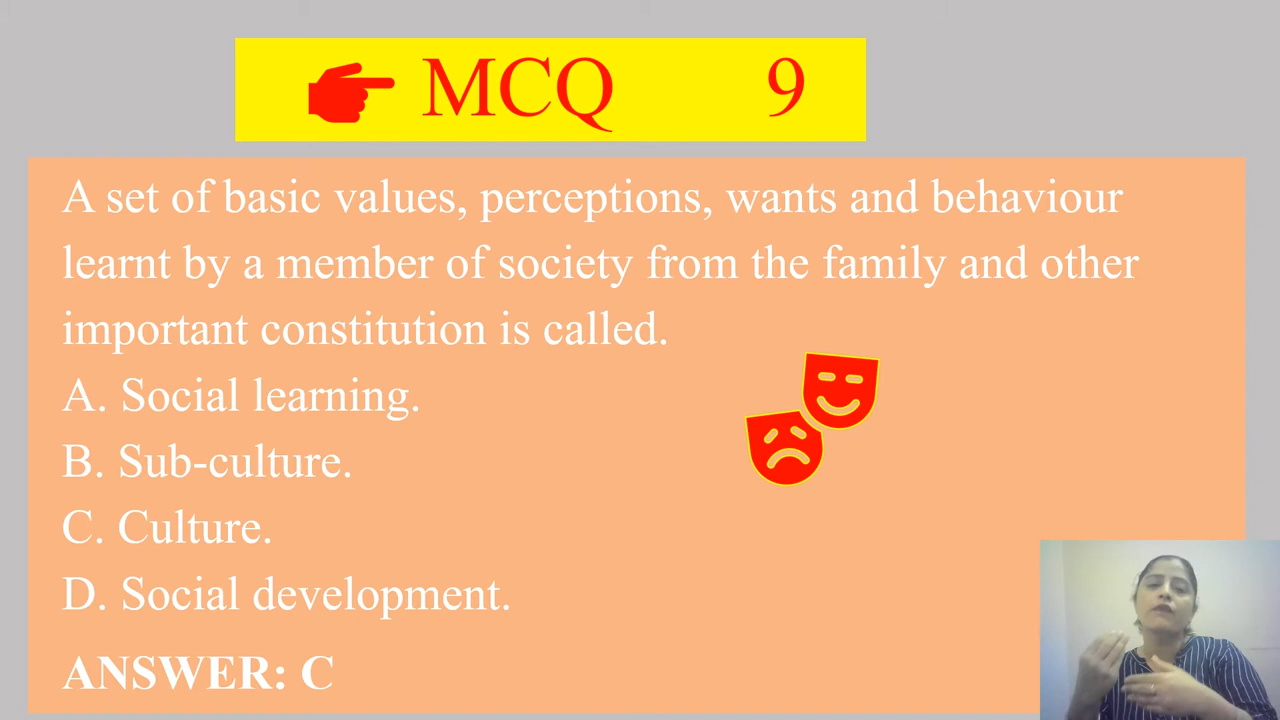 MCQ 9
A set of basic values, perceptions, wants and behaviour
learnt by a member of society from the family and other
important constitution is called.
A. Social learning.
B. Sub-culture.
C. Culture.
D. Social development.
ANSWER: C